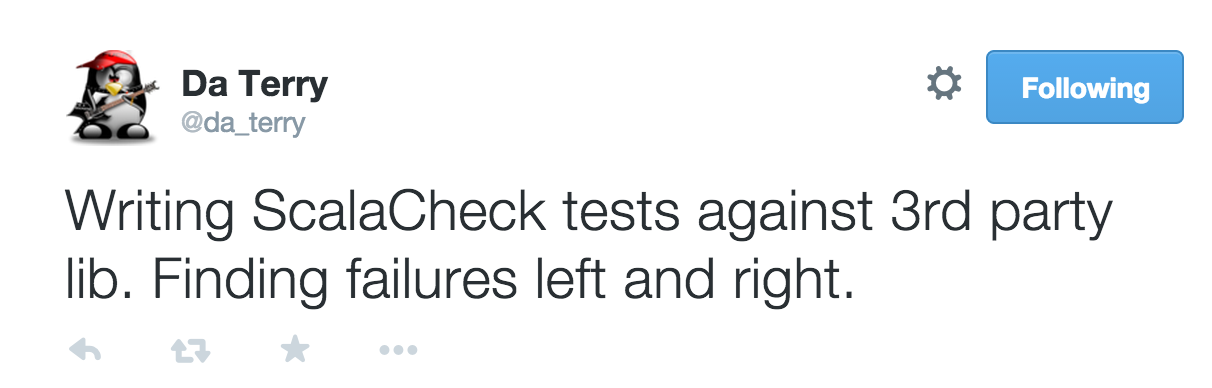 Da Terry
@da_terry
Following
Writing ScalaCheck tests against 3rd party
lib. Finding failures left and right.